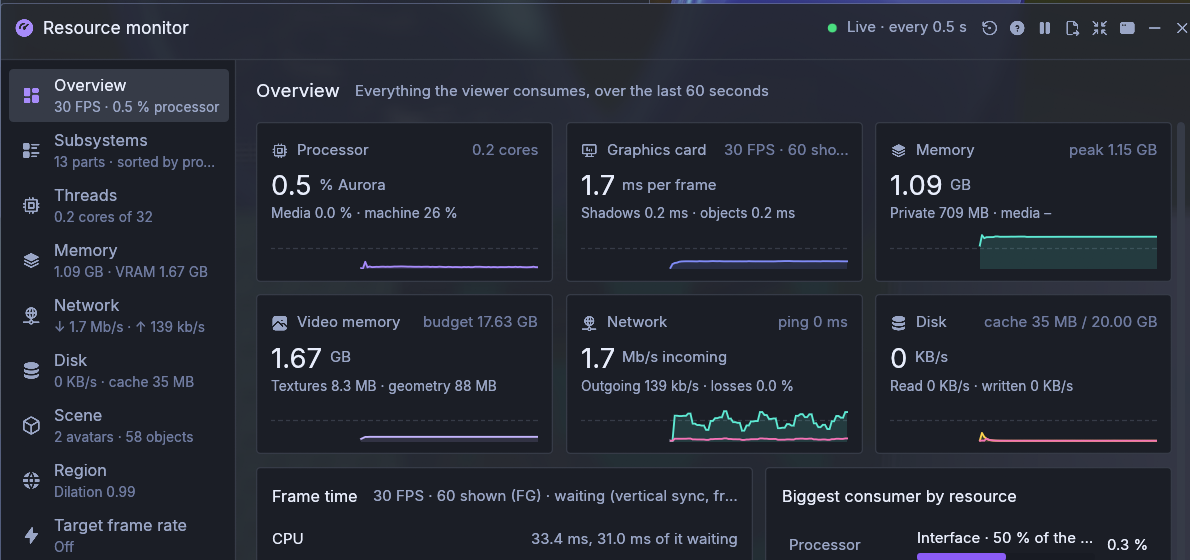 Resource monitor
Live · every 0.5 s
Overview
30 FPS · 0.5 % processor
Subsystems
13 parts · sorted by pro...
Threads
0.2 cores of 32
Memory
1.09 GB · VRAM 1.67 GB
Network
↓ 1.7 Mb/s · ↑ 139 kb/s
Disk
0 KB/s · cache 35 MB
Scene
2 avatars · 58 objects
Region
Dilation 0.99
Target frame rate
Off
Overview Everything the viewer consumes, over the last 60 seconds
Processor 0.2 cores
0.5 % Aurora
Media 0.0 % · machine 26 %
Graphics card 30 FPS · 60 sho...
1.7 ms per frame
Shadows 0.2 ms · objects 0.2 ms
Memory peak 1.15 GB
1.09 GB
Private 709 MB · media –
Video memory budget 17.63 GB
1.67 GB
Textures 8.3 MB · geometry 88 MB
Network ping 0 ms
1.7 Mb/s incoming
Outgoing 139 kb/s · losses 0.0 %
Disk cache 35 MB / 20.00 GB
0 KB/s
Read 0 KB/s · written 0 KB/s
Frame time 30 FPS · 60 shown (FG) · waiting (vertical sync, fr...
CPU 33.4 ms, 31.0 ms of it waiting
Biggest consumer by resource
Processor Interface · 50 % of the ... 0.3 %